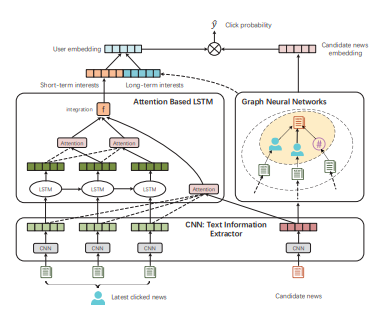 ŷ Click probability
User embedding
Candidate news
embedding
Short-term interests Long-term interests
Attention Based LSTM
Graph Neural Networks
integration f
Attention Attention
#
LSTM LSTM LSTM
Attention
CNN: Text Information
Extractor
CNN CNN CNN CNN
Latest clicked news
Candidate news